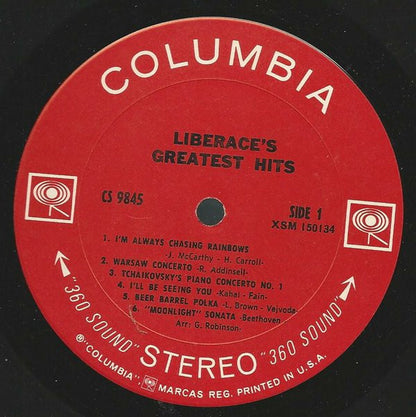 COLUMBIA
LIBERACE'S
GREATEST HITS
CS 9845
SIDE 1
XSM 150134
1. I'M ALWAYS CHASING RAINBOWS
-J. McCarthy - H. Carroll-
2. WARSAW CONCERTO -R. Addinsell-
3. TCHAIKOVSKY'S PIANO CONCERTO NO. 1
4. I'LL BE SEEING YOU -Kahal - Fain-
5. BEER BARREL POLKA -L. Brown - Vejvoda-
6. "MOONLIGHT" SONATA -Beethoven-
Arr: G. Robinson-
"360 SOUND" STEREO "360 SOUND"
®"COLUMBIA", MARCAS REG. PRINTED IN U.S.A.